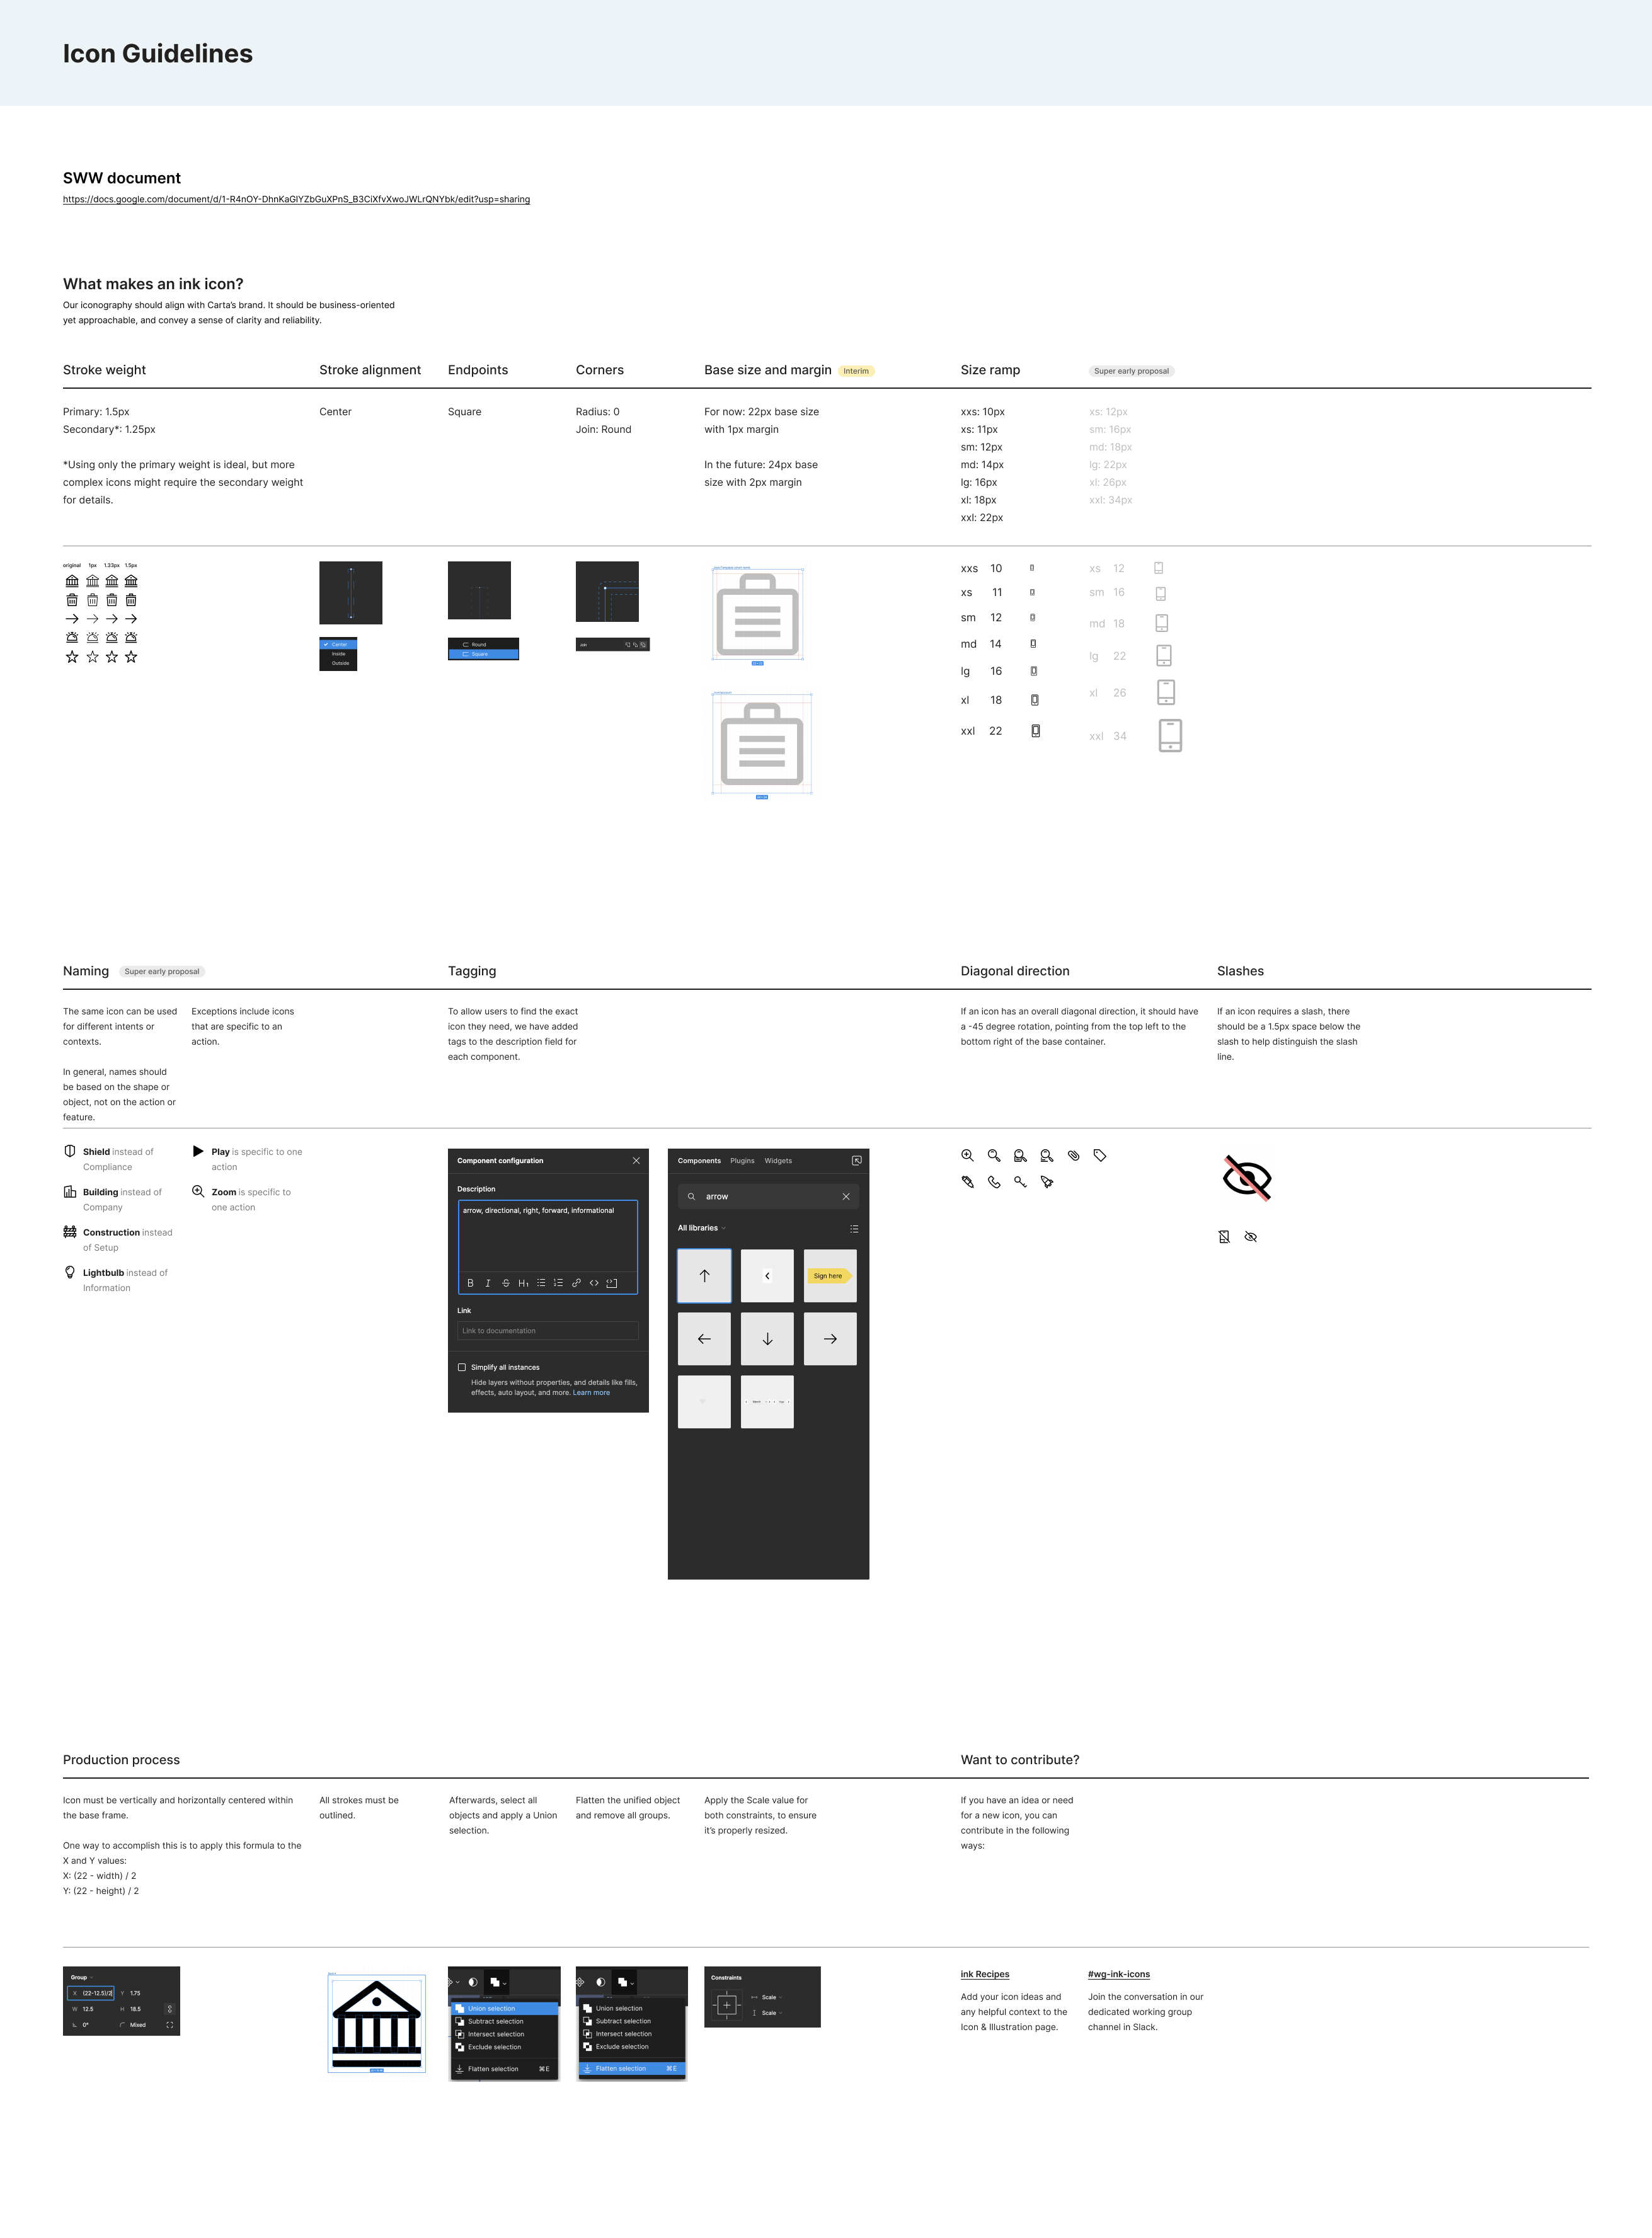 Icon Guidelines
SWW document
https://docs.google.com/document/d/1-R4nOY-DhnKaGlYZbGuXPnS_B3CiXfvXwoJWLrQNYbk/edit?usp=sharing
What makes an ink icon?
Our iconography should align with Carta's brand. It should be business-oriented
yet approachable, and convey a sense of clarity and reliability.
Stroke weight
Primary: 1.5px
Secondary*: 1.25px
*Using only the primary weight is ideal, but more
complex icons might require the secondary weight
for details.
original 1px 1.33px 1.5px
Stroke alignment
Center
Center
Inside
Outside
Endpoints
Square
Round
Square
Corners
Radius: 0
Join: Round
Join
Base size and margin
Interim
For now: 22px base size
with 1px margin
In the future: 24px base
size with 2px margin
Size ramp
xxs: 10px
xs: 11px
sm: 12px
md: 14px
lg: 16px
xl: 18px
xxl: 22px
xxs 10
xs 11
sm 12
md 14
lg 16
xl 18
xxl 22
Super early proposal
xs: 12px
sm: 16px
md: 18px
lg: 22px
xl: 26px
xxl: 34px
xs 12
sm 16
md 18
lg 22
xl 26
xxl 34
Naming
Super early proposal
The same icon can be used
for different intents or
contexts.
In general, names should
be based on the shape or
object, not on the action or
feature.
Exceptions include icons
that are specific to an
action.
Shield instead of
Compliance
Building instead of
Company
Construction instead
of Setup
Lightbulb instead of
Information
Play is specific to one
action
Zoom is specific to
one action
Tagging
To allow users to find the exact
icon they need, we have added
tags to the description field for
each component.
Component configuration
Description
arrow, directional, right, forward, informational
B I S H1
Link
Link to documentation
Simplify all instances
Hide layers without properties, and details like fills,
effects, auto layout, and more. Learn more
Components Plugins Widgets
arrow
All libraries
Sign here
Diagonal direction
If an icon has an overall diagonal direction, it should have
a -45 degree rotation, pointing from the top left to the
bottom right of the base container.
Slashes
If an icon requires a slash, there
should be a 1.5px space below the
slash to help distinguish the slash
line.
Production process
Icon must be vertically and horizontally centered within
the base frame.
One way to accomplish this is to apply this formula to the
X and Y values:
X: (22 - width) / 2
Y: (22 - height) / 2
Group
X (22-12.5)/2 Y 1.75
W 12.5 H 18.5
0° Mixed
All strokes must be
outlined.
Afterwards, select all
objects and apply a Union
selection.
Union selection
Subtract selection
Intersect selection
Exclude selection
Flatten selection ⌘E
Flatten the unified object
and remove all groups.
Union selection
Subtract selection
Intersect selection
Exclude selection
Flatten selection ⌘E
Apply the Scale value for
both constraints, to ensure
it's properly resized.
Constraints
Scale
Scale
Want to contribute?
If you have an idea or need
for a new icon, you can
contribute in the following
ways:
ink Recipes
Add your icon ideas and
any helpful context to the
Icon & Illustration page.
#wg-ink-icons
Join the conversation in our
dedicated working group
channel in Slack.